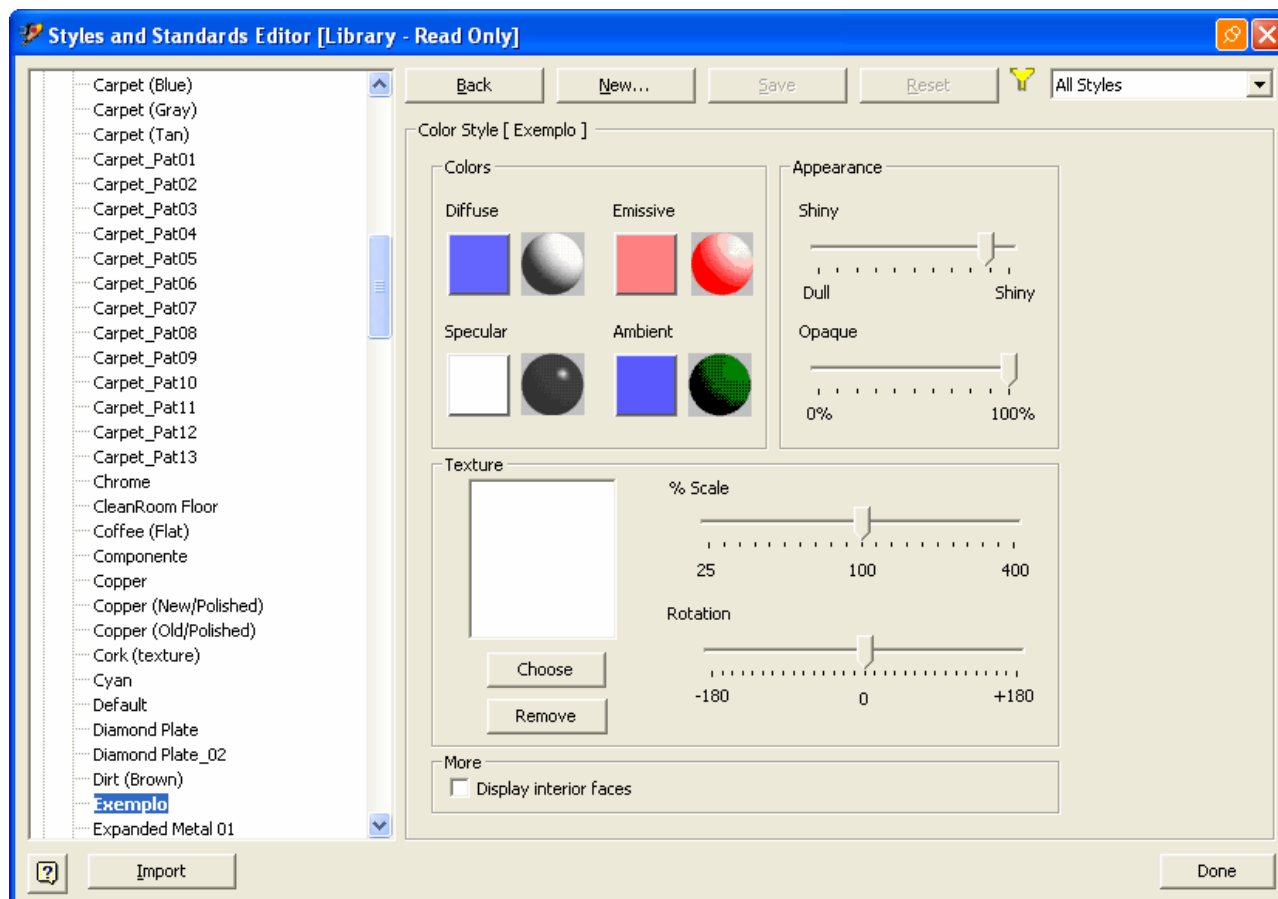 Styles and Standards Editor [Library - Read Only]
Carpet (Blue)
Carpet (Gray)
Carpet (Tan)
Carpet_Pat01
Carpet_Pat02
Carpet_Pat03
Carpet_Pat04
Carpet_Pat05
Carpet_Pat06
Carpet_Pat07
Carpet_Pat08
Carpet_Pat09
Carpet_Pat10
Carpet_Pat11
Carpet_Pat12
Carpet_Pat13
Chrome
CleanRoom Floor
Coffee (Flat)
Componente
Copper
Copper (New/Polished)
Copper (Old/Polished)
Cork (texture)
Cyan
Default
Diamond Plate
Diamond Plate_02
Dirt (Brown)
Exemplo
Expanded Metal 01
Back New... Save Reset All Styles
Color Style [ Exemplo ]
Colors
Diffuse Emissive
Specular Ambient
Appearance
Shiny
Dull Shiny
Opaque
0% 100%
Texture
Choose
Remove
% Scale
25 100 400
Rotation
-180 0 +180
More
Display interior faces
? Import Done